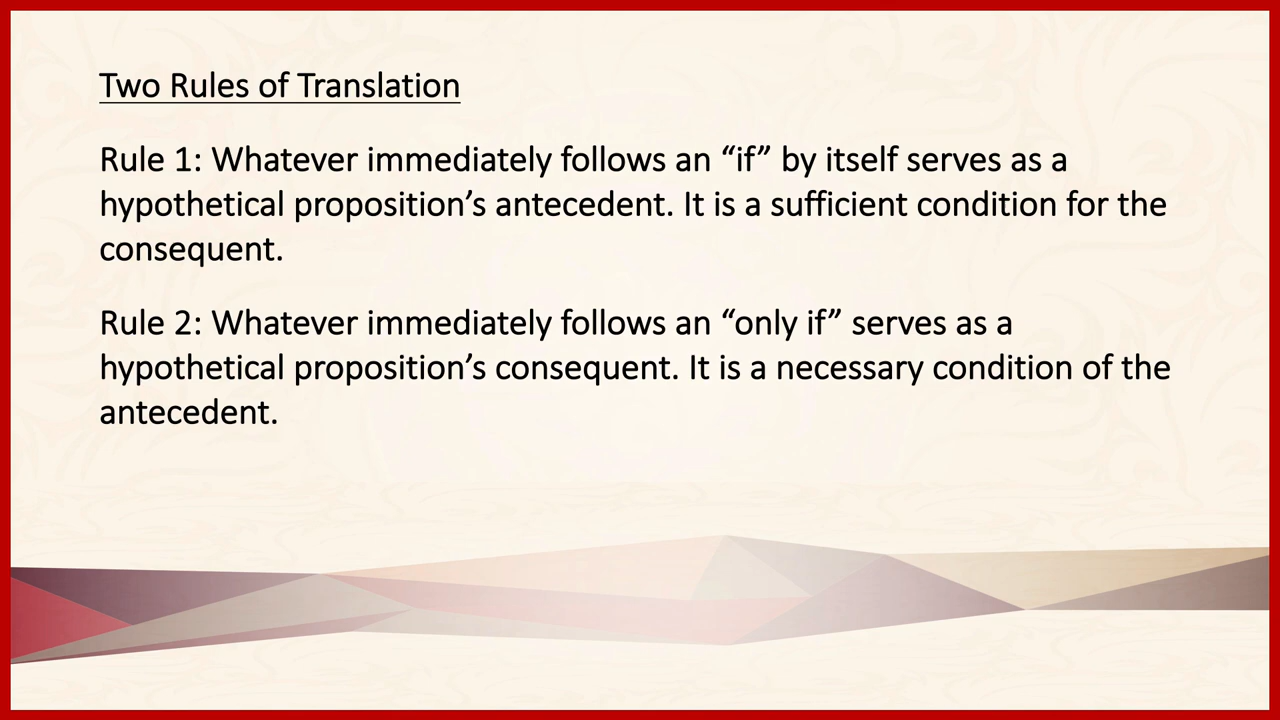 Two Rules of Translation
Rule 1: Whatever immediately follows an “if” by itself serves as a
hypothetical proposition’s antecedent. It is a sufficient condition for the
consequent.
Rule 2: Whatever immediately follows an “only if” serves as a
hypothetical proposition’s consequent. It is a necessary condition of the
antecedent.